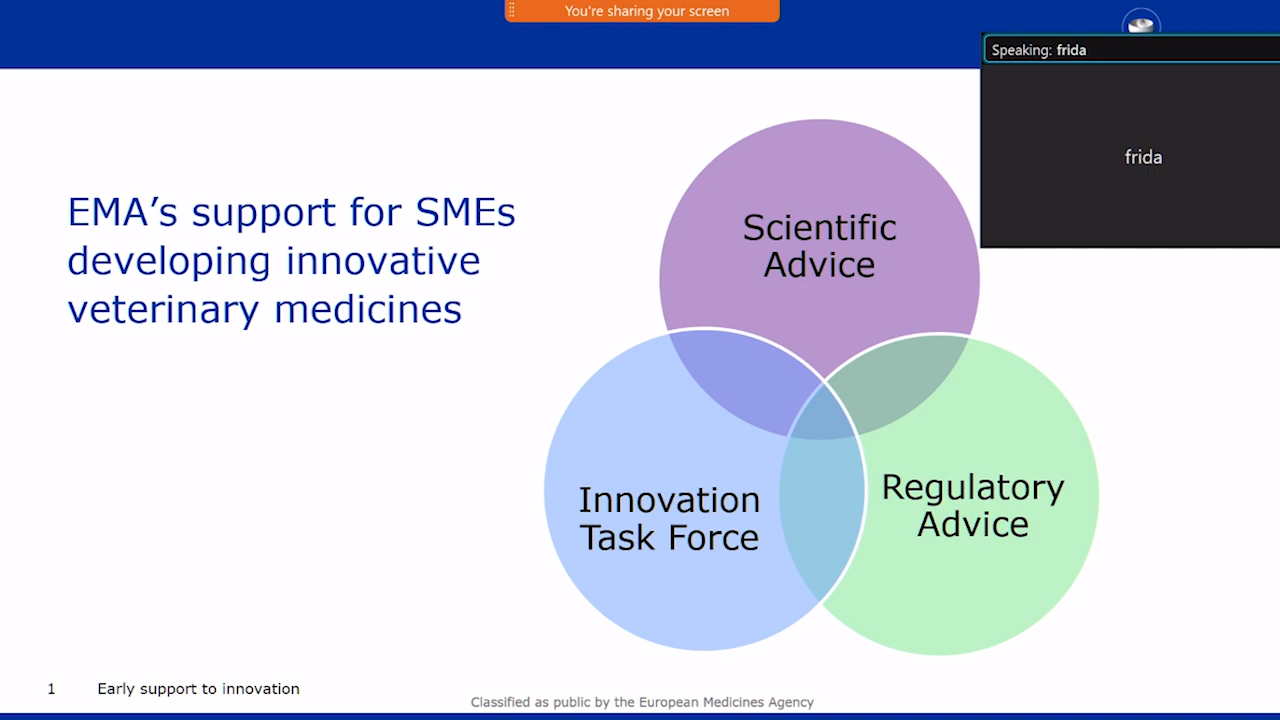 You're sharing your screen
Speaking: frida
frida
EMA’s support for SMEs
developing innovative
veterinary medicines
Scientific
Advice
Innovation
Task Force
Regulatory
Advice
1 Early support to innovation
Classified as public by the European Medicines Agency